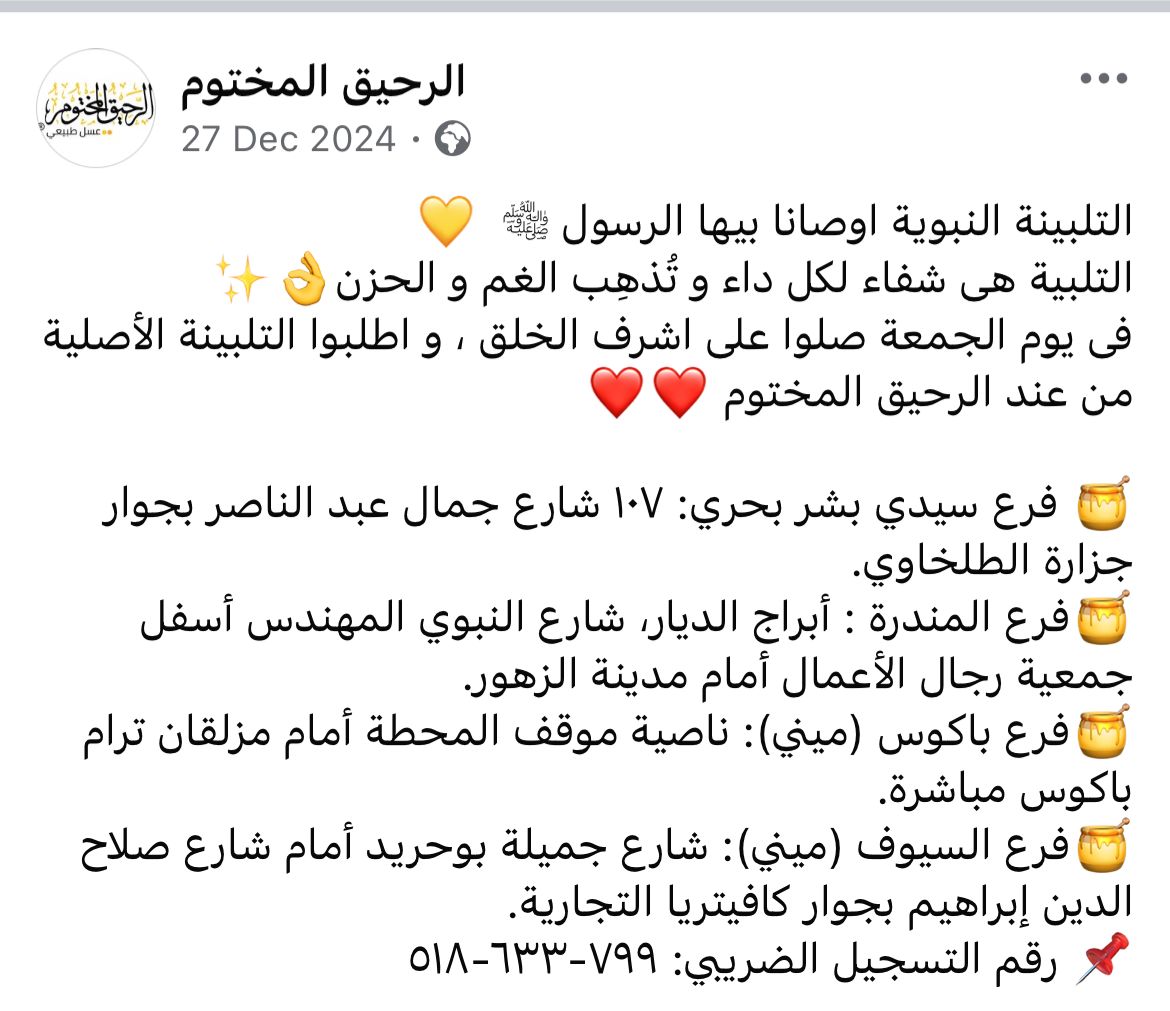 الرحيق المختوم
عسل طبيعي
الرحيق المختوم
27 Dec 2024 ·
التلبينة النبوية اوصانا بيها الرسول ﷺ 💛
التلبية هى شفاء لكل داء و تُذهِب الغم و الحزن👌✨
فى يوم الجمعة صلوا على اشرف الخلق ، و اطلبوا التلبينة الأصلية
من عند الرحيق المختوم ❤️❤️
🍯 فرع سيدي بشر بحري: ١٠٧ شارع جمال عبد الناصر بجوار
جزارة الطلخاوي.
🍯فرع المندرة : أبراج الديار، شارع النبوي المهندس أسفل
جمعية رجال الأعمال أمام مدينة الزهور.
🍯فرع باكوس (ميني): ناصية موقف المحطة أمام مزلقان ترام
باكوس مباشرة.
🍯فرع السيوف (ميني): شارع جميلة بوحريد أمام شارع صلاح
الدين إبراهيم بجوار كافيتريا التجارية.
📌 رقم التسجيل الضريبي: ٧٩٩-٦٣٣-٥١٨